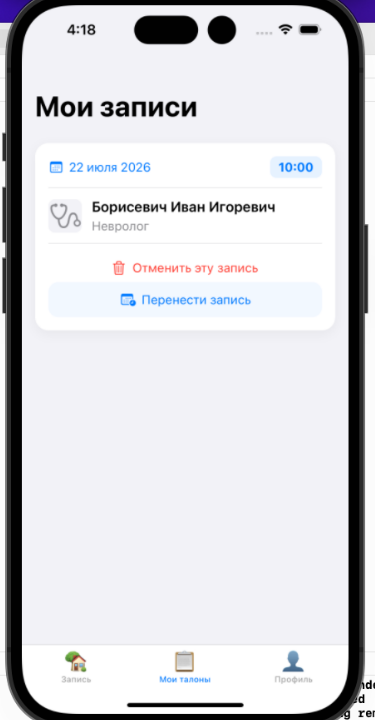 4:18
Мои записи
22 июля 2026
10:00
Борисевич Иван Игоревич
Невролог
Отменить эту запись
Перенести запись
Запись
Мои талоны
Профиль